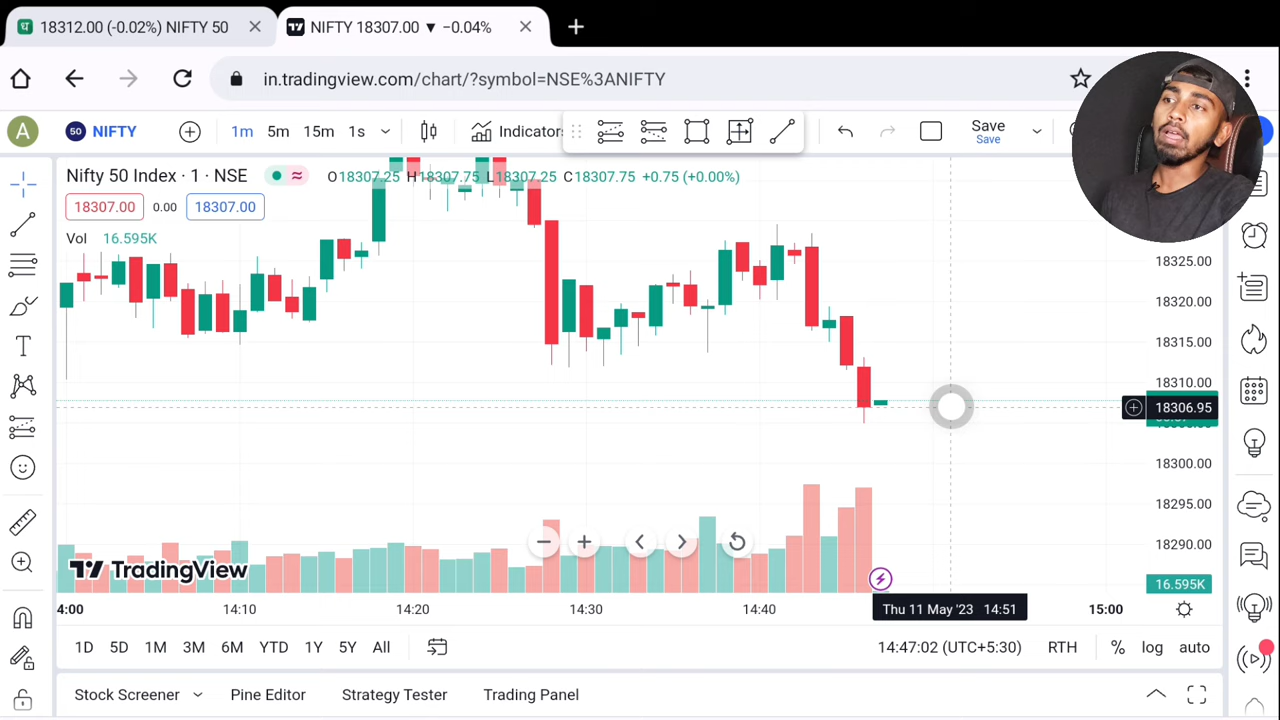 18312.00 (-0.02%) NIFTY 50
NIFTY 18307.00 ▼ −0.04%
in.tradingview.com/chart/?symbol=NSE%3ANIFTY
A
50 NIFTY 1m 5m 15m 1s Indicator Save
Save
Nifty 50 Index · 1 · NSE O18307.25 H18307.75 L18307.25 C18307.75 +0.75 (+0.00%)
18307.00 0.00 18307.00
Vol 16.595K
18325.00
18320.00
18315.00
18310.00
18306.95
18300.00
18295.00
18290.00
16.595K
TradingView
4:00 14:10 14:20 14:30 14:40 Thu 11 May '23 14:51 15:00
1D 5D 1M 3M 6M YTD 1Y 5Y All 14:47:02 (UTC+5:30) RTH % log auto
Stock Screener Pine Editor Strategy Tester Trading Panel